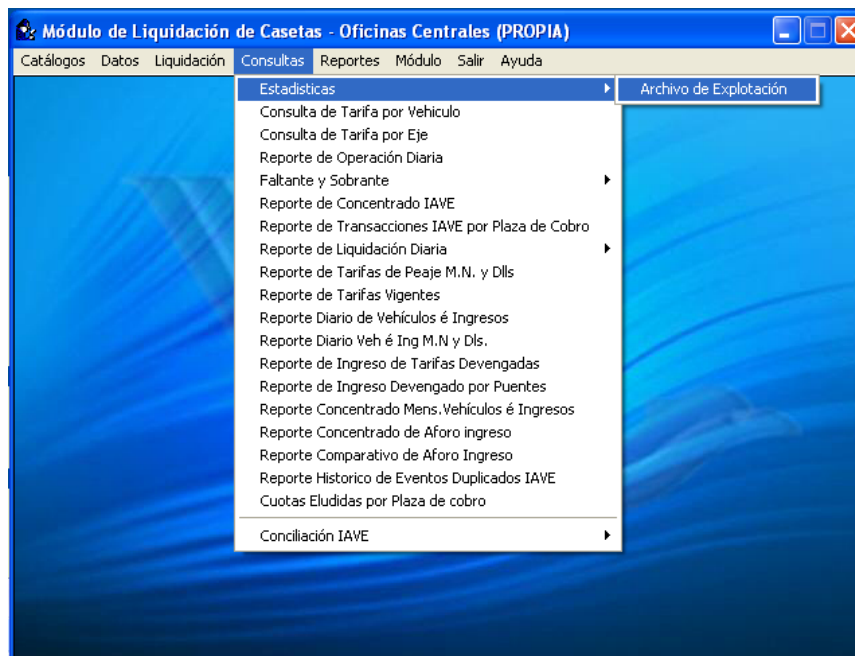 Módulo de Liquidación de Casetas - Oficinas Centrales (PROPIA)
Catálogos Datos Liquidación Consultas Reportes Módulo Salir Ayuda
Estadisticas Archivo de Explotación
Consulta de Tarifa por Vehiculo
Consulta de Tarifa por Eje
Reporte de Operación Diaria
Faltante y Sobrante
Reporte de Concentrado IAVE
Reporte de Transacciones IAVE por Plaza de Cobro
Reporte de Liquidación Diaria
Reporte de Tarifas de Peaje M.N. y Dlls
Reporte de Tarifas Vigentes
Reporte Diario de Vehículos é Ingresos
Reporte Diario Veh é Ing M.N y Dls.
Reporte de Ingreso de Tarifas Devengadas
Reporte de Ingreso Devengado por Puentes
Reporte Concentrado Mens.Vehículos é Ingresos
Reporte Concentrado de Aforo ingreso
Reporte Comparativo de Aforo Ingreso
Reporte Historico de Eventos Duplicados IAVE
Cuotas Eludidas por Plaza de cobro
Conciliación IAVE